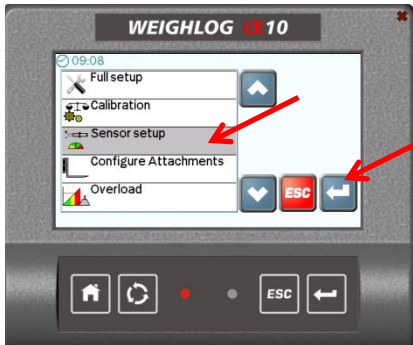 WEIGHLOG α10
09:08
Full setup
Calibration
Sensor setup
Configure Attachments
Overload
ESC
ESC